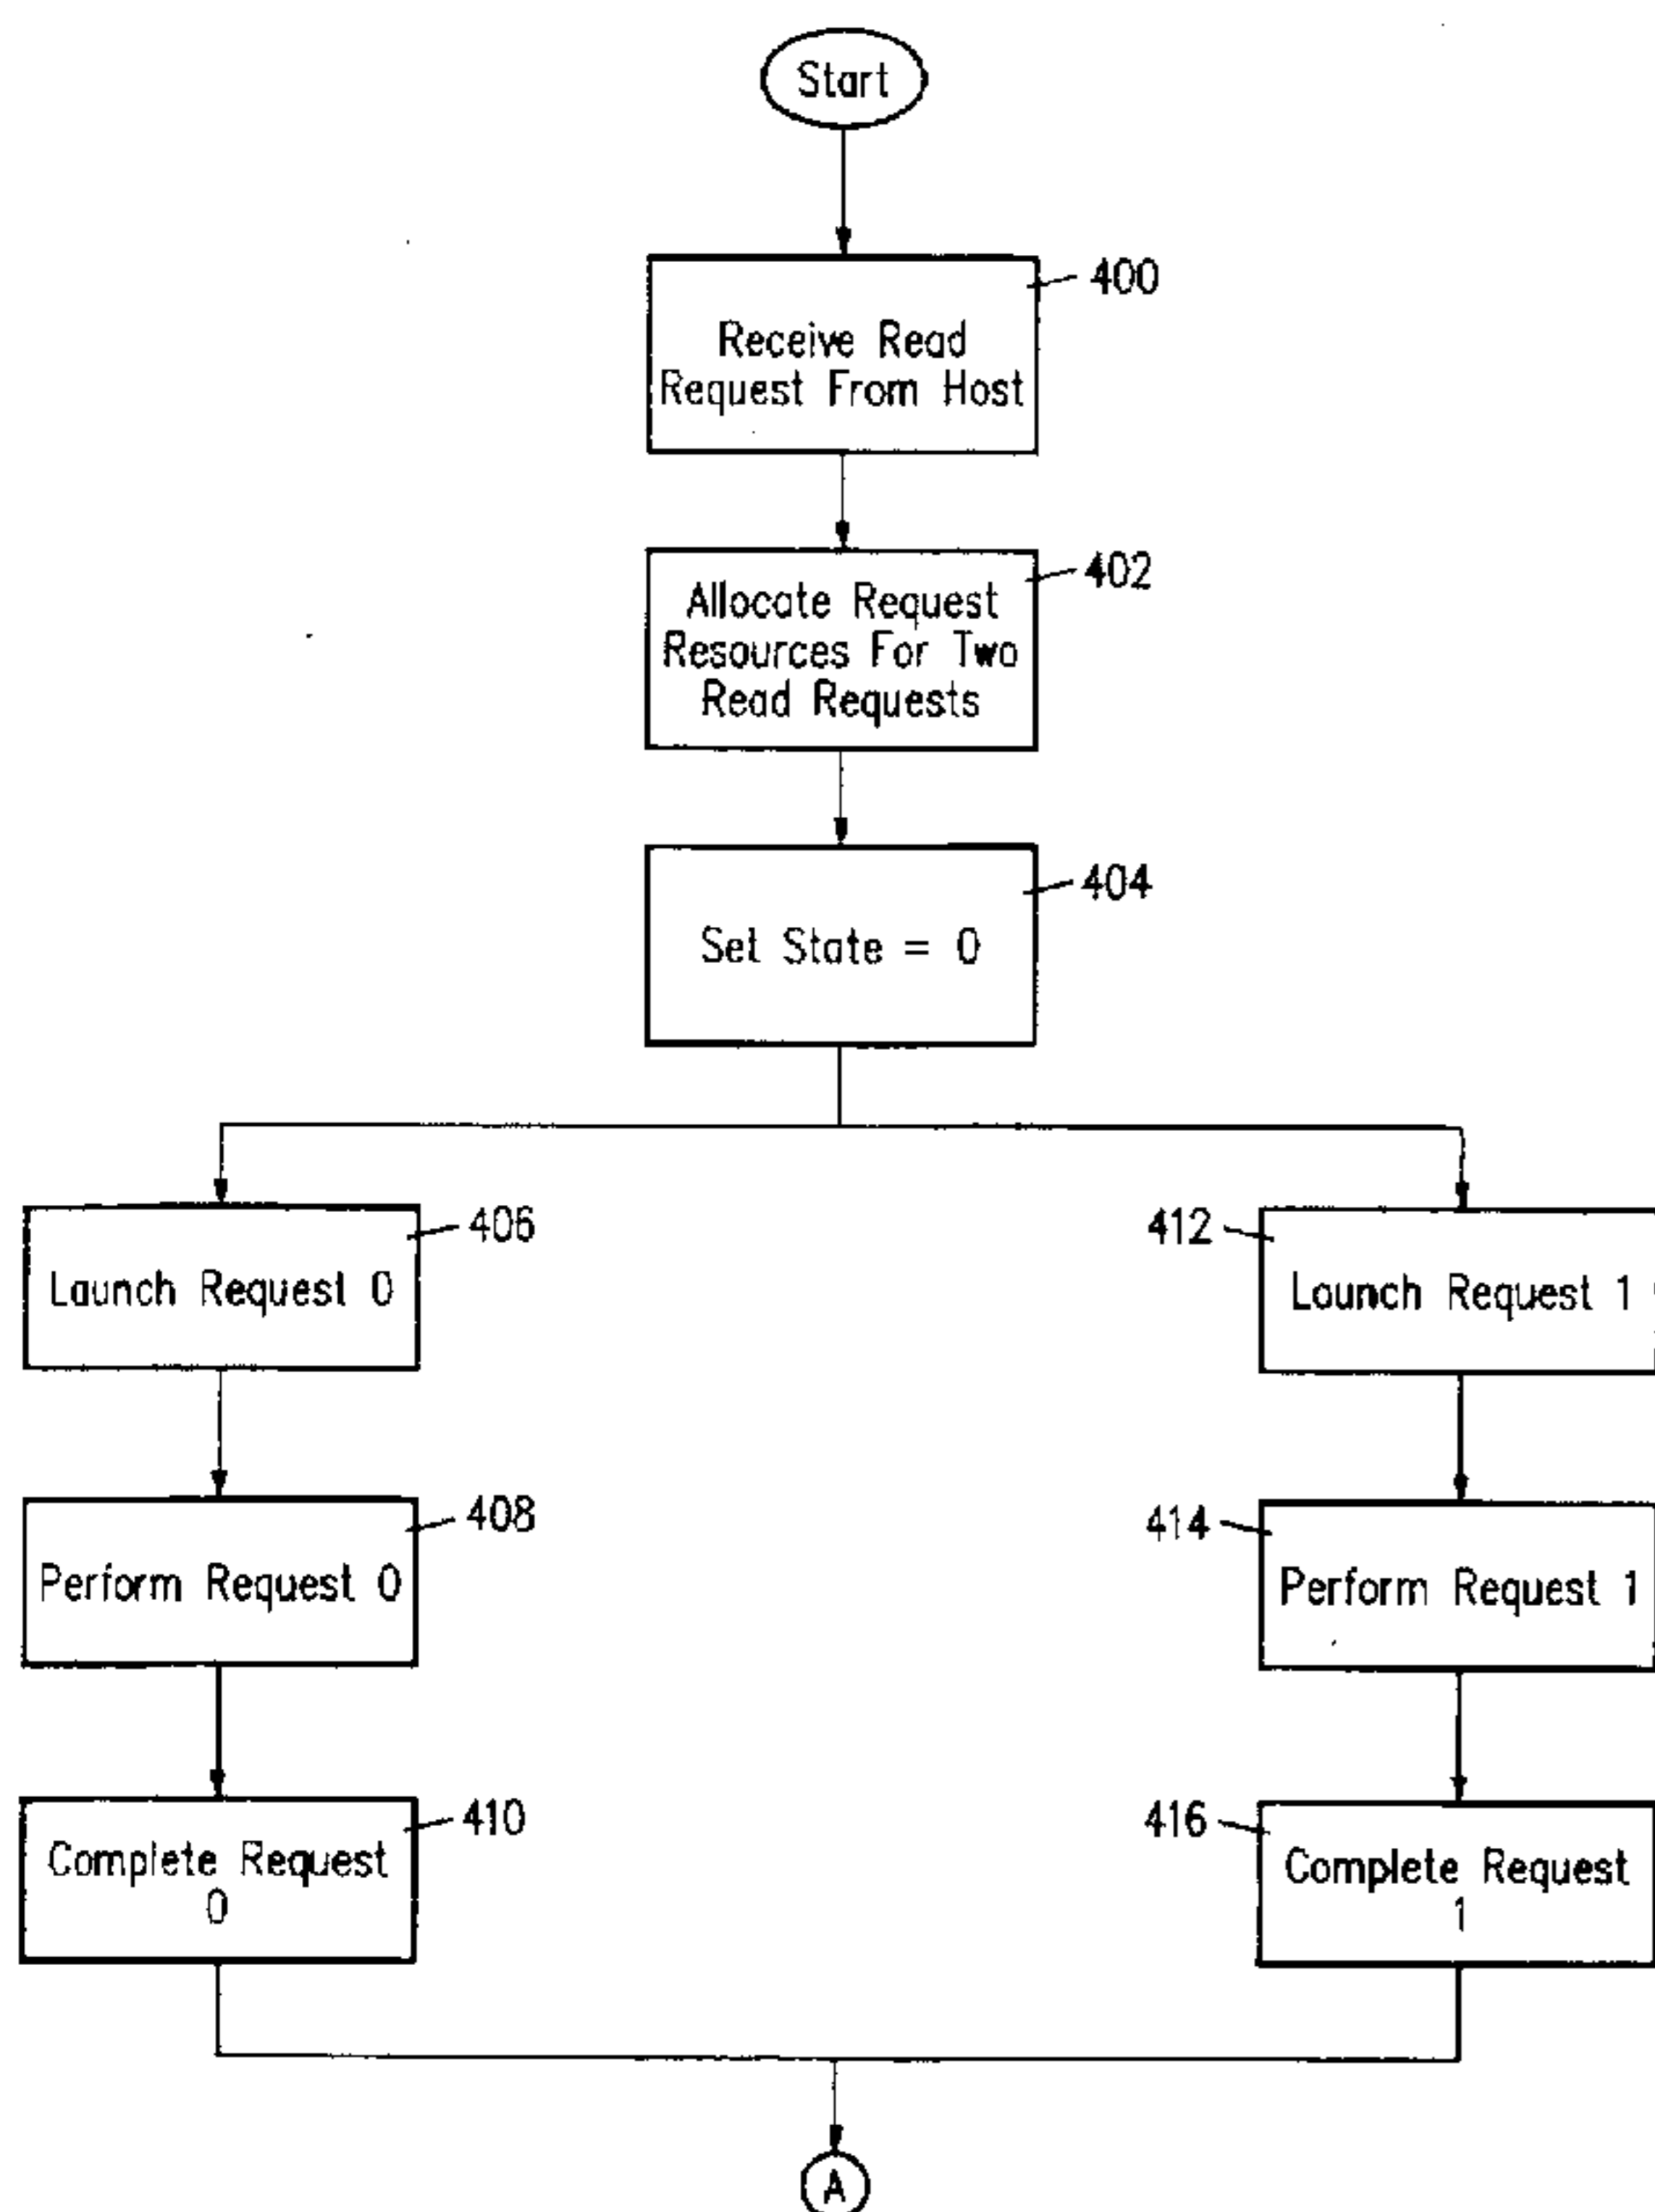 Start
400
Receive Read
Request From Host
402
Allocate Request
Resources For Two
Read Requests
404
Set State = 0
406
Launch Request 0
412
Launch Request 1
408
Perform Request 0
414
Perform Request 1
410
Complete Request
0
416
Complete Request
1
A